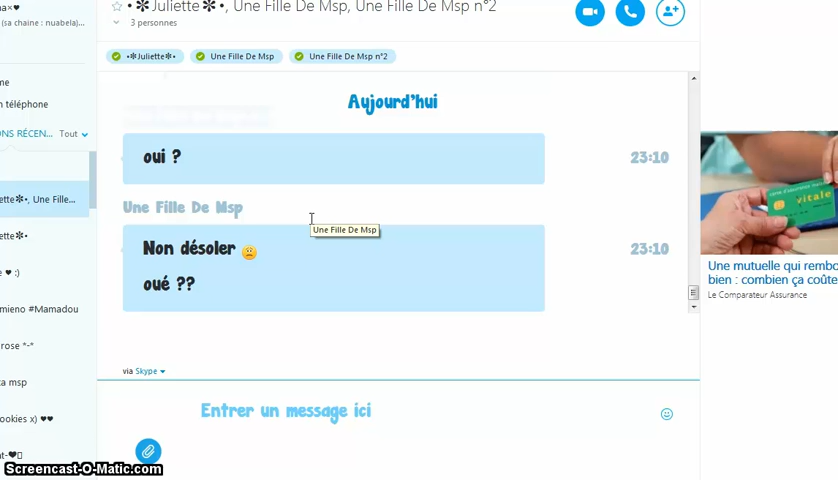 (sa chaine : nuabela)...
•✻Juliette✻•, Une Fille De Msp, Une Fille De Msp n°2
3 personnes
•✻Juliette✻•
Une Fille De Msp
Une Fille De Msp n°2
n téléphone
Tout
ette✻•, Une Fille...
ette✻•
e ♥ :)
mieno #Mamadou
rose *-*
ta msp
ookies x) ♥♥
Aujourd'hui
oui ?
23:10
Une Fille De Msp
Une Fille De Msp
Non désoler
23:10
oué ??
via Skype
Entrer un message ici
vitale
Une mutuelle qui rembo
bien : combien ça coûte
Le Comparateur Assurance
Screencast-O-Matic.com